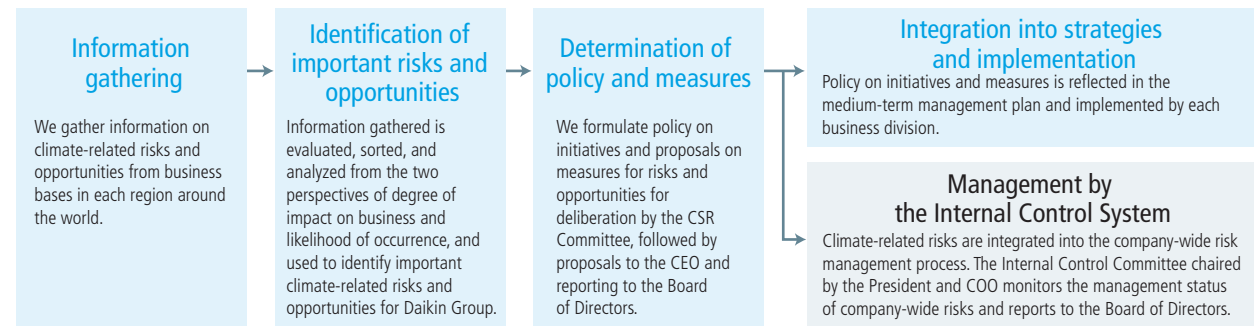 Information
gathering
We gather information on
climate-related risks and
opportunities from business
bases in each region around
the world.
Identification of
important risks and
opportunities
Information gathered is
evaluated, sorted, and
analyzed from the two
perspectives of degree of
impact on business and
likelihood of occurrence, and
used to identify important
climate-related risks and
opportunities for Daikin Group.
Determination of
policy and measures
We formulate policy on
initiatives and proposals on
measures for risks and
opportunities for
deliberation by the CSR
Committee, followed by
proposals to the CEO and
reporting to the Board
of Directors.
Integration into strategies
and implementation
Policy on initiatives and measures is reflected in the
medium-term management plan and implemented by each
business division.
Management by
the Internal Control System
Climate-related risks are integrated into the company-wide risk
management process. The Internal Control Committee chaired
by the President and COO monitors the management status
of company-wide risks and reports to the Board of Directors.